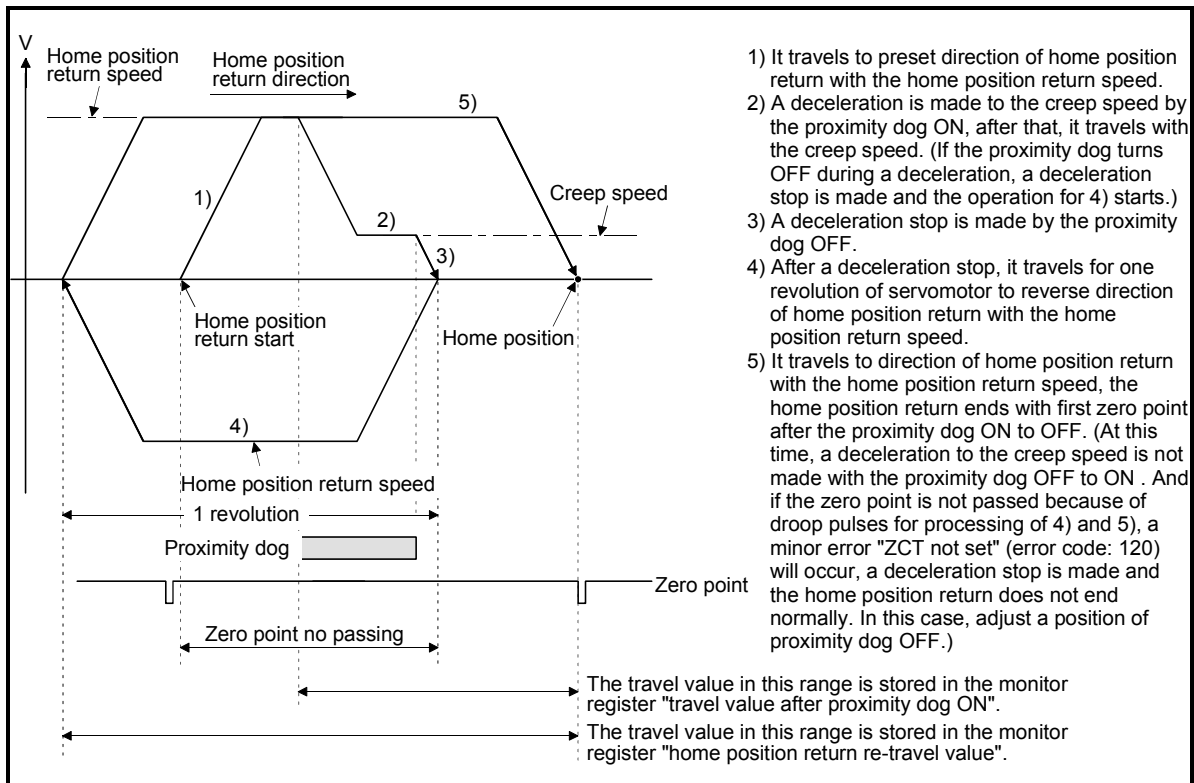 V
Home position
return speed
Home position
return direction
5)
1)
Creep speed
2)
3)
Home position
return start
Home position
4)
Home position return speed
1 revolution
Proximity dog
Zero point
Zero point no passing
The travel value in this range is stored in the monitor
register "travel value after proximity dog ON".
The travel value in this range is stored in the monitor
register "home position return re-travel value".
1) It travels to preset direction of home position
return with the home position return speed.
2) A deceleration is made to the creep speed by
the proximity dog ON, after that, it travels with
the creep speed. (If the proximity dog turns
OFF during a deceleration, a deceleration
stop is made and the operation for 4) starts.)
3) A deceleration stop is made by the proximity
dog OFF.
4) After a deceleration stop, it travels for one
revolution of servomotor to reverse direction
of home position return with the home
position return speed.
5) It travels to direction of home position return
with the home position return speed, the
home position return ends with first zero point
after the proximity dog ON to OFF. (At this
time, a deceleration to the creep speed is not
made with the proximity dog OFF to ON . And
if the zero point is not passed because of
droop pulses for processing of 4) and 5), a
minor error "ZCT not set" (error code: 120)
will occur, a deceleration stop is made and
the home position return does not end
normally. In this case, adjust a position of
proximity dog OFF.)